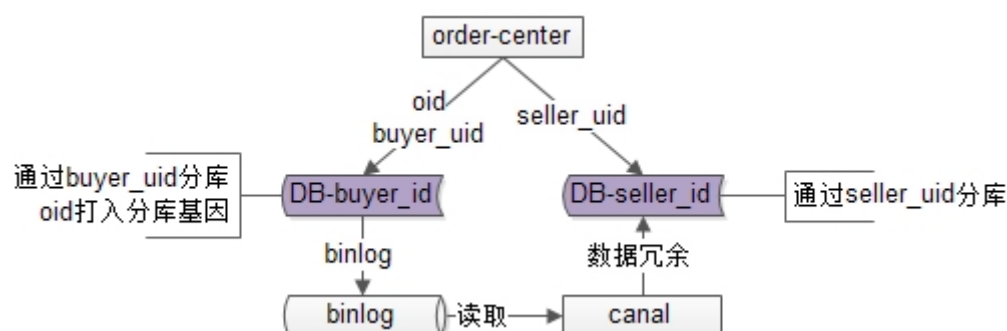 order-center
oid
buyer_uid
seller_uid
通过buyer_uid分库
oid打入分库基因
DB-buyer_id
DB-seller_id
通过seller_uid分库
binlog
数据冗余
binlog
读取
canal